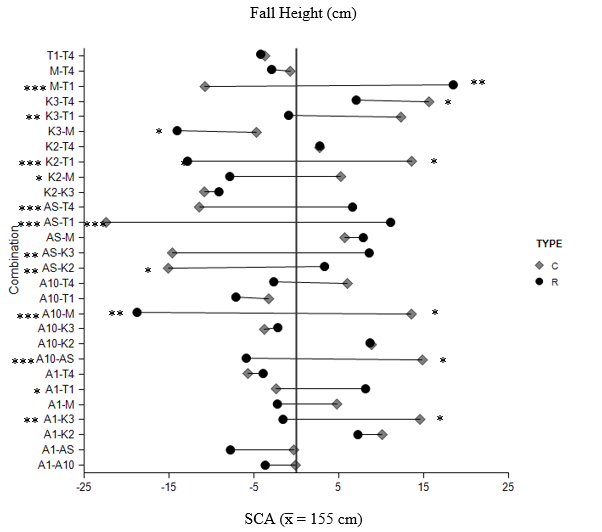 Fall Height (cm)
T1-T4
M-T4
*** M-T1 **
K3-T4 *
** K3-T1
K3-M *
K2-T4
*** K2-T1 * *
* K2-M
K2-K3
*** AS-T4
*** AS-T1 ***
AS-M
** AS-K3
** AS-K2 *
A10-T4
A10-T1
*** A10-M ** *
A10-K3
A10-K2
*** A10-AS *
A1-T4
* A1-T1
A1-M
** A1-K3 *
A1-K2
A1-AS
A1-A10
Combination
-25 -15 -5 5 15 25
SCA (x̅ = 155 cm)
TYPE
C
R